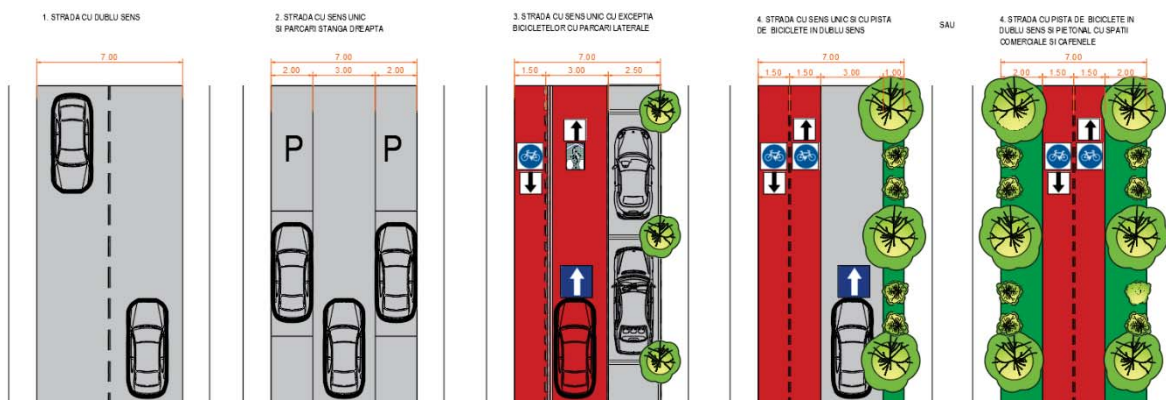 1. STRADA CU DUBLU SENS
7.00
2. STRADA CU SENS UNIC
SI PARCARI STANGA DREAPTA
7.00
2.00 3.00 2.00
P P
3. STRADA CU SENS UNIC CU EXCEPTIA
BICICLETELOR CU PARCARI LATERALE
7.00
1.50 3.00 2.50
4. STRADA CU SENS UNIC SI CU PISTA
DE BICICLETE IN DUBLU SENS
7.00
1.50 1.50 3.00 1.00
SAU
4. STRADA CU PISTA DE BICICLETE IN
DUBLU SENS SI PIETONAL CU SPATII
COMERCIALE SI CAFENELE
7.00
2.00 1.50 1.50 2.00